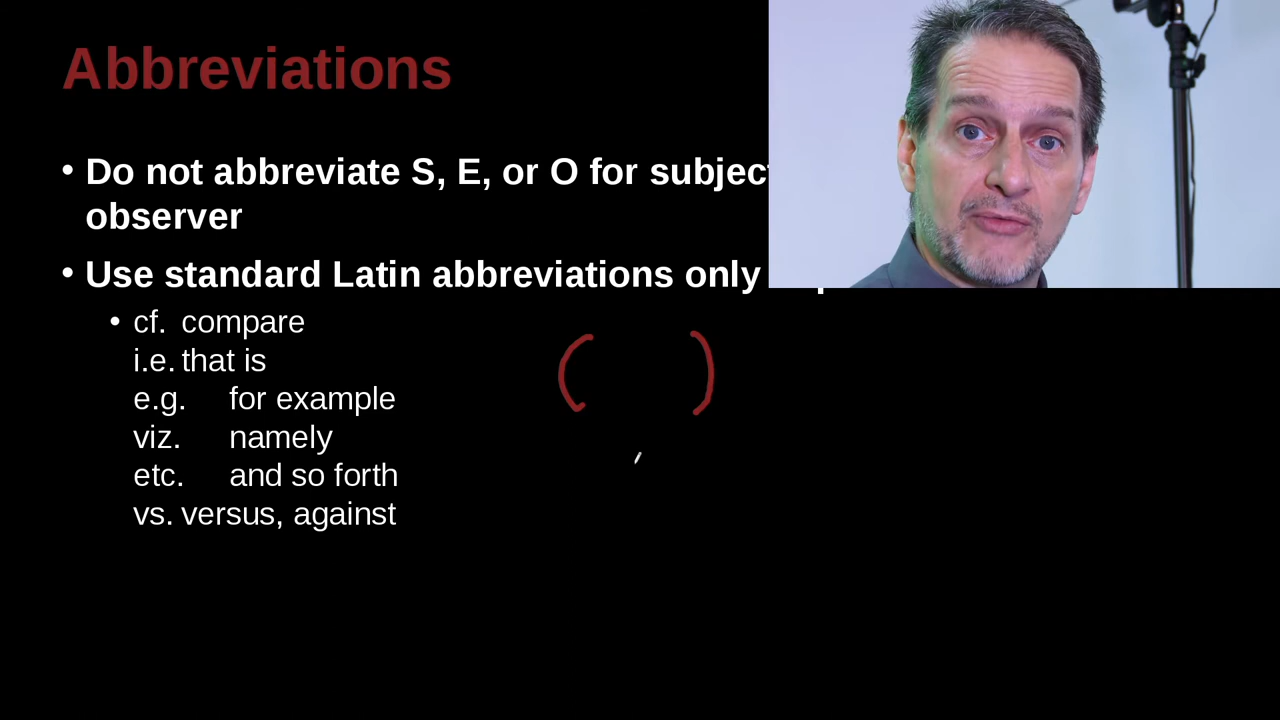 Abbreviations
• Do not abbreviate S, E, or O for subject
observer
• Use standard Latin abbreviations only
• cf. compare
i.e. that is
e.g. for example
viz. namely
etc. and so forth
vs. versus, against
( )